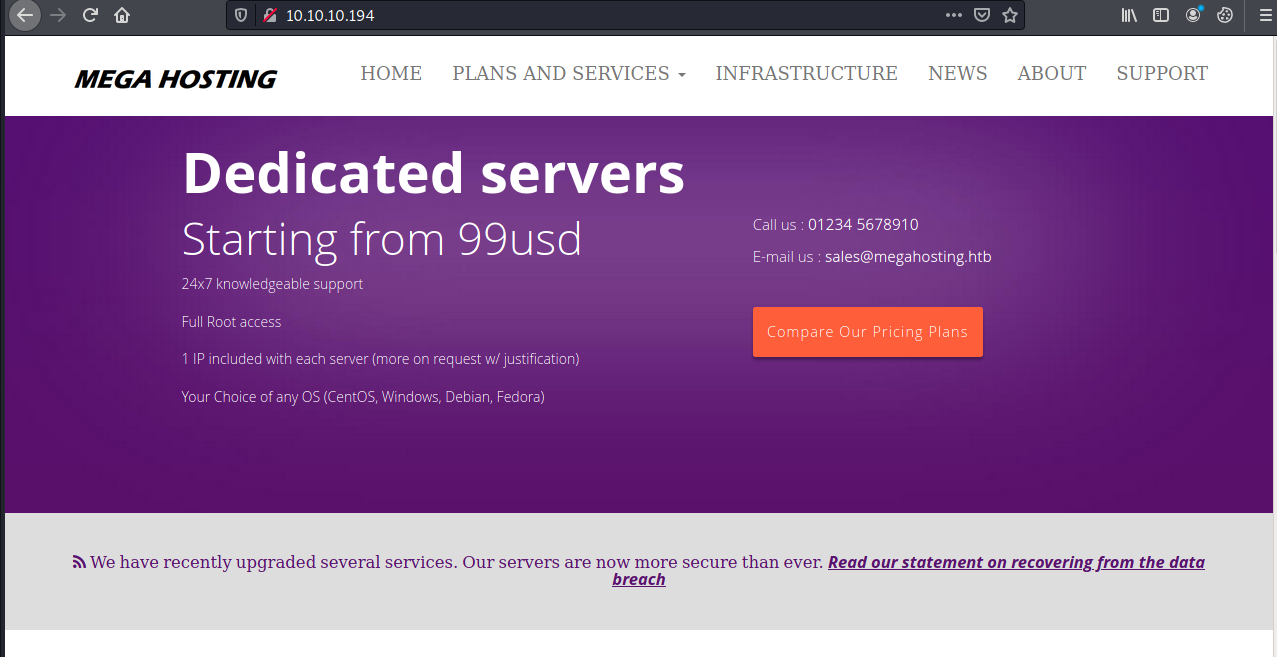 10.10.10.194
MEGA HOSTING
HOME PLANS AND SERVICES INFRASTRUCTURE NEWS ABOUT SUPPORT
Dedicated servers
Starting from 99usd
24x7 knowledgeable support
Full Root access
1 IP included with each server (more on request w/ justification)
Your Choice of any OS (CentOS, Windows, Debian, Fedora)
Call us : 01234 5678910
E-mail us : sales@megahosting.htb
Compare Our Pricing Plans
We have recently upgraded several services. Our servers are now more secure than ever. Read our statement on recovering from the data
breach